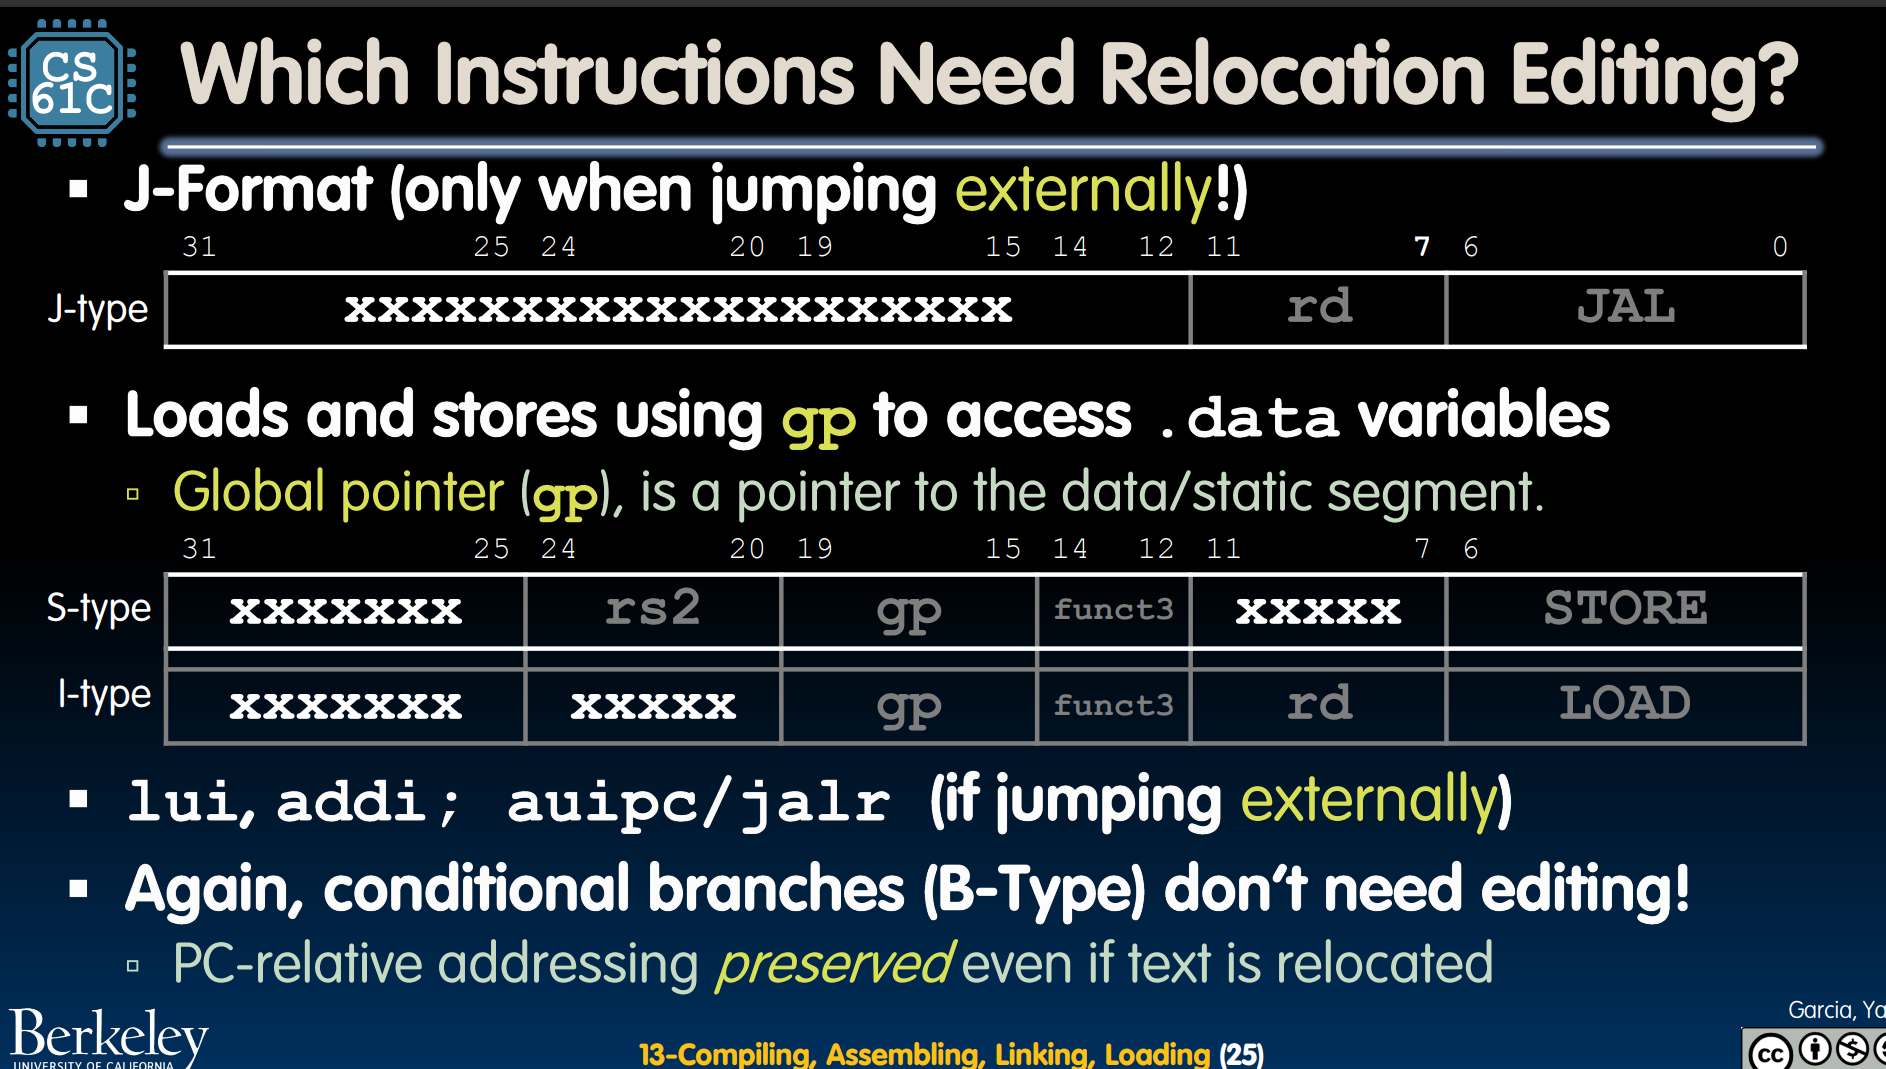 CS
61C
Which Instructions Need Relocation Editing?
▪ J-Format (only when jumping externally!)
31 25 24 20 19 15 14 12 11 7 6 0
J-type xxxxxxxxxxxxxxxxxxxx rd JAL
▪ Loads and stores using gp to access .data variables
▫ Global pointer (gp), is a pointer to the data/static segment.
31 25 24 20 19 15 14 12 11 7 6
S-type xxxxxxx rs2 gp funct3 xxxxx STORE
I-type xxxxxxx xxxxx gp funct3 rd LOAD
▪ lui, addi; auipc/jalr (if jumping externally)
▪ Again, conditional branches (B-Type) don't need editing!
▫ PC-relative addressing preserved even if text is relocated
Berkeley
UNIVERSITY OF CALIFORNIA
13-Compiling, Assembling, Linking, Loading (25)
Garcia,
cc